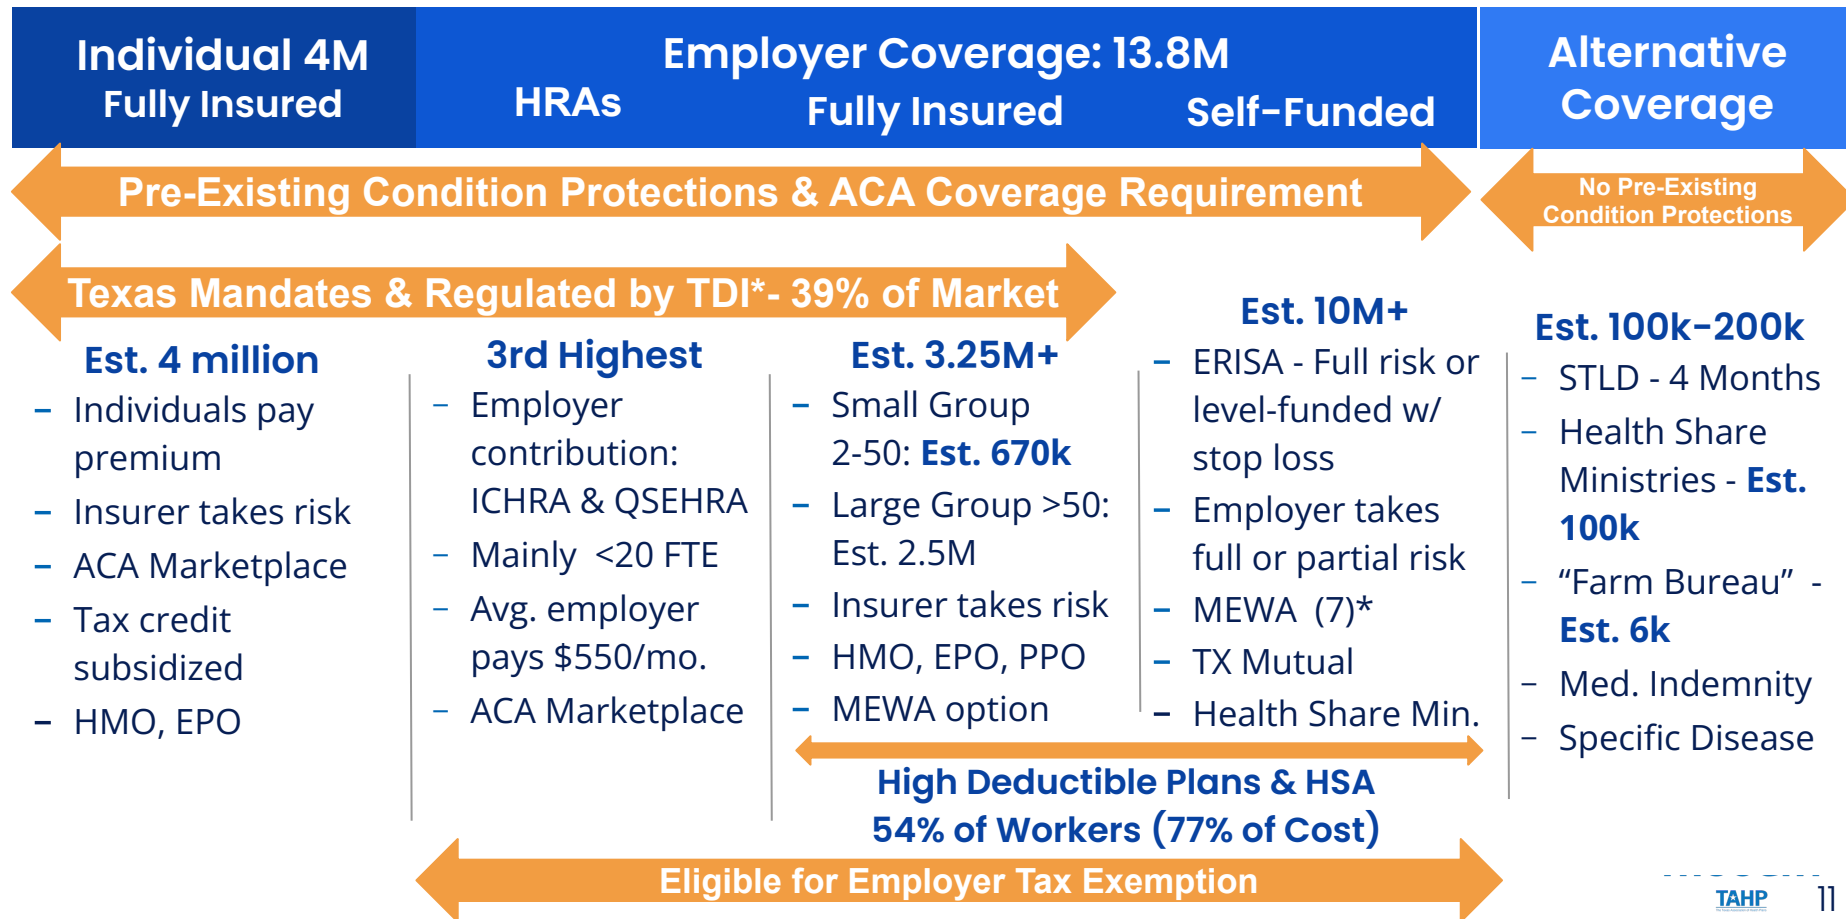 Individual 4M
Fully Insured
Employer Coverage: 13.8M
HRAs
Fully Insured
Self-Funded
Alternative
Coverage
Pre-Existing Condition Protections & ACA Coverage Requirement
No Pre-Existing
Condition Protections
Texas Mandates & Regulated by TDI*- 39% of Market
Est. 4 million
– Individuals pay
premium
– Insurer takes risk
– ACA Marketplace
– Tax credit
subsidized
– HMO, EPO
3rd Highest
– Employer
contribution:
ICHRA & QSEHRA
– Mainly <20 FTE
– Avg. employer
pays $550/mo.
– ACA Marketplace
Est. 3.25M+
– Small Group
2-50: Est. 670k
– Large Group >50:
Est. 2.5M
– Insurer takes risk
– HMO, EPO, PPO
– MEWA option
Est. 10M+
– ERISA - Full risk or
level-funded w/
stop loss
– Employer takes
full or partial risk
– MEWA (7)*
– TX Mutual
– Health Share Min.
Est. 100k-200k
– STLD - 4 Months
– Health Share
Ministries - Est.
100k
– “Farm Bureau” -
Est. 6k
– Med. Indemnity
– Specific Disease
High Deductible Plans & HSA
54% of Workers (77% of Cost)
Eligible for Employer Tax Exemption
TAHP
11